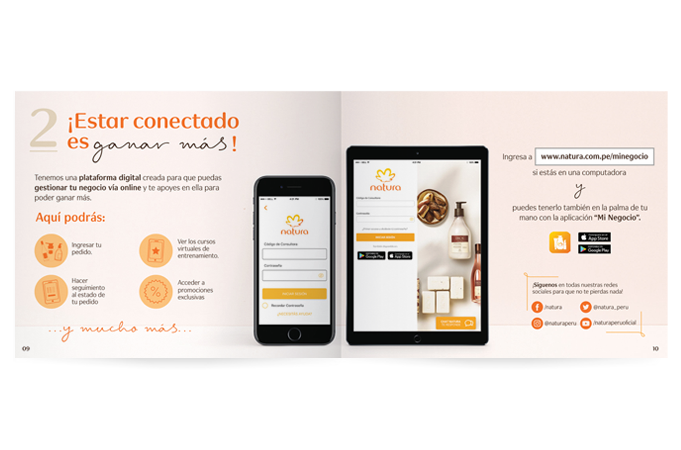 2
¡Estar conectado
es ganar más!
Tenemos una plataforma digital creada para que puedas
gestionar tu negocio vía online y te apoyes en ella para
poder ganar más.
Aquí podrás:
Ingresar tu
pedido.
Ver los cursos
virtuales de
entrenamiento.
Hacer
seguimiento
al estado de
tu pedido
Acceder a
promociones
exclusivas
...y mucho más...
09
natura
Código de Consultora
Contraseña
Recordar Contraseña
natura
Google Play
App Store
Ingresa a www.natura.com.pe/minegocio
si estás en una computadora
y
puedes tenerlo también en la palma de tu
mano con la aplicación “Mi Negocio”.
App Store
Google Play
¡Síguenos en todas nuestras redes
sociales para que no te pierdas nada!
/natura
@natura_peru
@naturaperu
/naturaperuoficial
10